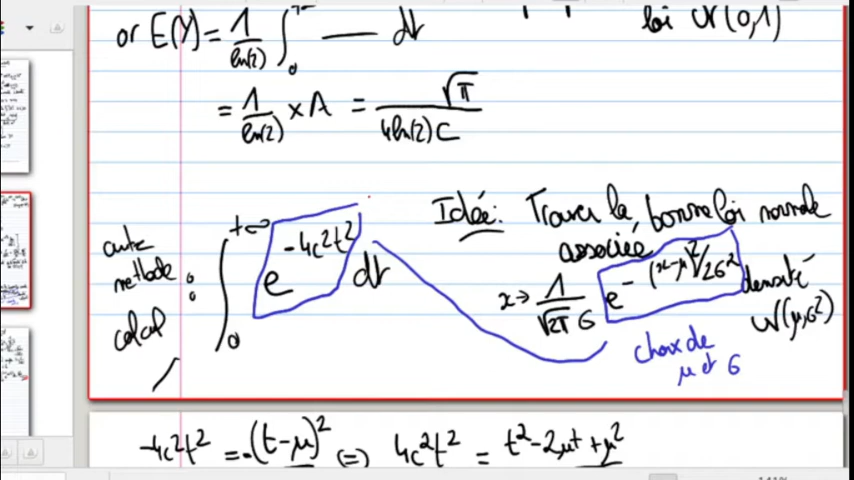 or E(Y) = 1/ln(2) ∫₀^+∞ — dt
loi N(0,1)
= 1/ln(2) × A = √π / 4ln(2)C
autre methode calcul :
∫₀^+∞ e^-4c²t² dt
Idée: Trouver la bonne loi normale
associée
x → 1/√2π σ e^-(x-μ)²/2σ² densité
N(μ,σ²)
choix de
μ et σ
-4c²t² = -(t-μ)² (=) 4c²t² = t²-2μt+μ²
141%